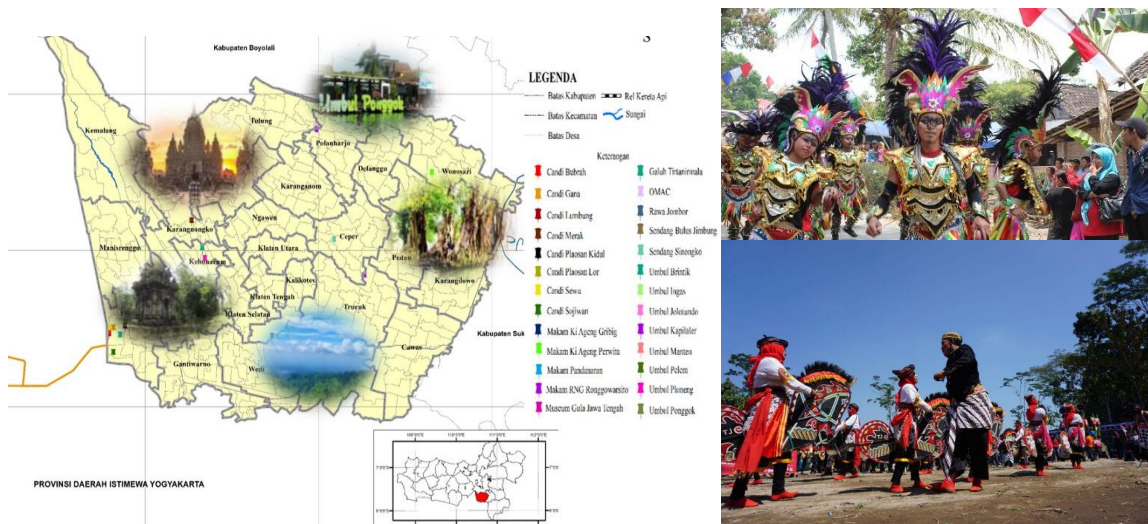 Kabupaten Boyolali
Umbul Ponggok
Kemalang
Tulung
Polanharjo
Delanggu
Wonosari
Karanganom
Karangnongko
Ngawen
Ceper
Manisrenggo
Klaten Utara
Kebonarum
Pedan
Karangdowo
Kalikotes
Klaten Tengah
Trucuk
Klaten Selatan
Kabupaten Suk
Cawas
Gantiwarno
Wedi
PROVINSI DAERAH ISTIMEWA YOGYAKARTA
LEGENDA
Batas Kabupaten
Rel Kereta Api
Batas Kecamatan
Sungai
Batas Desa
Keterangan
Candi Bubrah
Candi Gana
Candi Lumbung
Candi Merak
Candi Plaosan Kidul
Candi Plaosan Lor
Candi Sewu
Candi Sojiwan
Makam Ki Ageng Gribig
Makam Ki Ageng Perwita
Makam Pandanaran
Makam RNG Ronggowarsito
Museum Gula Jawa Tengah
Galuh Tirtanirmala
OMAC
Rawa Jombor
Sendang Bulus Jimbung
Sendang Sinongko
Umbul Brintik
Umbul Ingas
Umbul Jolotundo
Umbul Kapilaler
Umbul Manten
Umbul Pelem
Umbul Pluneng
Umbul Ponggok